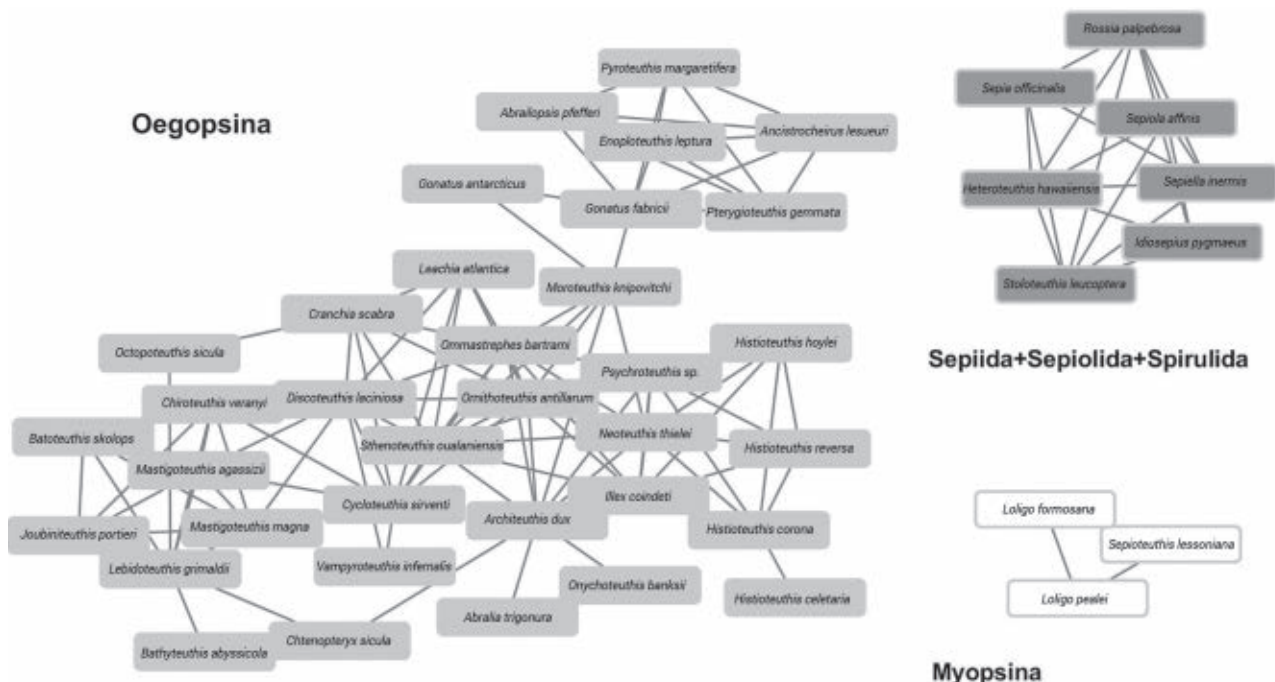 Rossia palpebrosa
Pyroteuthis margaretifera
Sepia officinalis
Oegopsina
Abrailopsis pfefferi
Sepiola affinis
Enoploteuthis leptura
Ancistrocheirus lesueuri
Gonatus antarcticus
Heteroteuthis hawaiiensis
Sepiella inermis
Gonatus fabricii
Pterygioteuthis gemmata
Idiosepius pygmaeus
Leachia atlantica
Moroteuthis knipovitchi
Stoloteuthis leucoptera
Cranchia scabra
Octopoteuthis sicula
Ommastrephes bartrami
Histioteuthis hoylei
Sepiida+Sepiolida+Spirulida
Psychroteuthis sp.
Chiroteuthis veranyi
Discoteuthis laciniosa
Ornithoteuthis antillarum
Batoteuthis skolops
Sthenoteuthis oualaniensis
Neoteuthis thielei
Histioteuthis reversa
Mastigoteuthis agassizii
Cycloteuthis sirventi
Illex coindeti
Loligo formosana
Joubiniteuthis portieri
Mastigoteuthis magna
Architeuthis dux
Histioteuthis corona
Sepioteuthis lessoniana
Lebidoteuthis grimaldii
Vampyroteuthis infernalis
Onychoteuthis banksii
Histioteuthis celetaria
Loligo pealei
Abralia trigonura
Chtenopteryx sicula
Bathyteuthis abyssicola
Myopsina